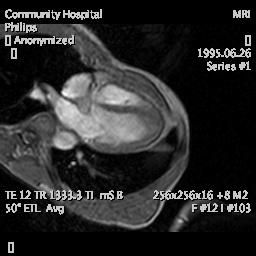 Community Hospital
MRI
Philips
[] Anonymized
[]
[]
1995.06.26
Series #1
TE 12 TR 1333.3 TI mS B
256x256x16 +8 M2
50° ETL Avg
F #12 I #103
[]